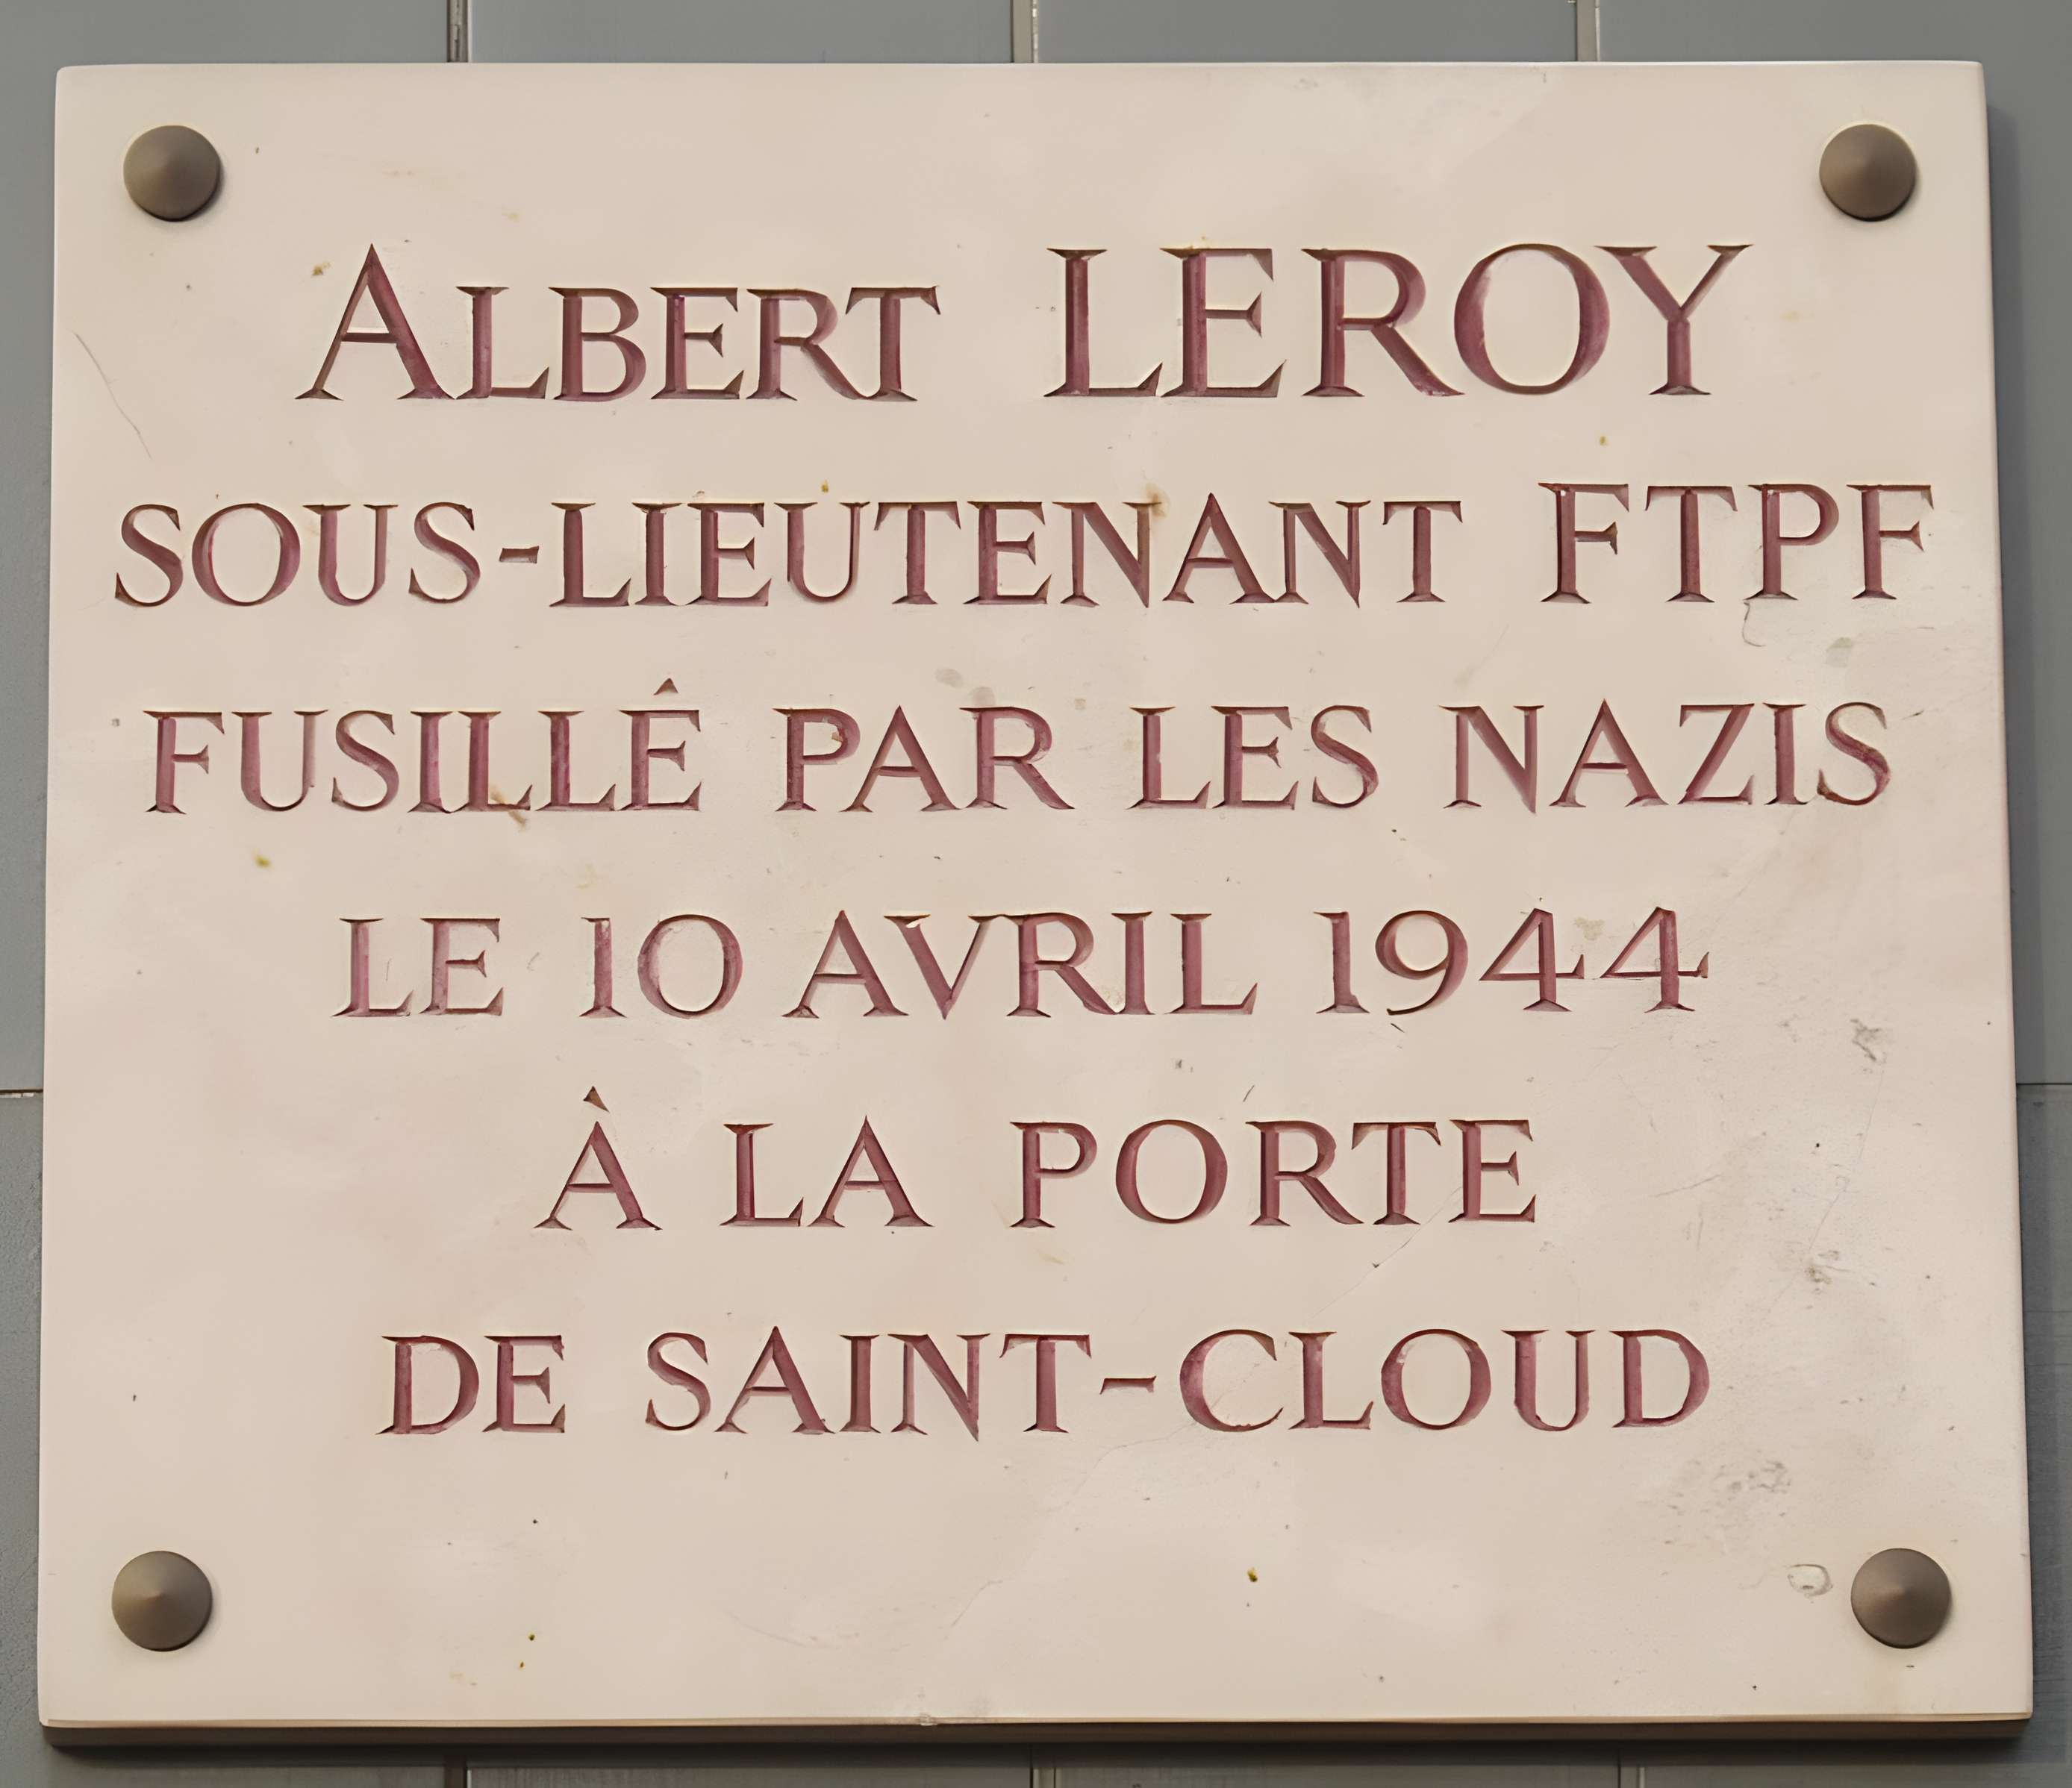 ALBERT LEROY
SOUS-LIEUTENANT FTPF
FUSILLÉ PAR LES NAZIS
LE 10 AVRIL 1944
À LA PORTE
DE SAINT-CLOUD